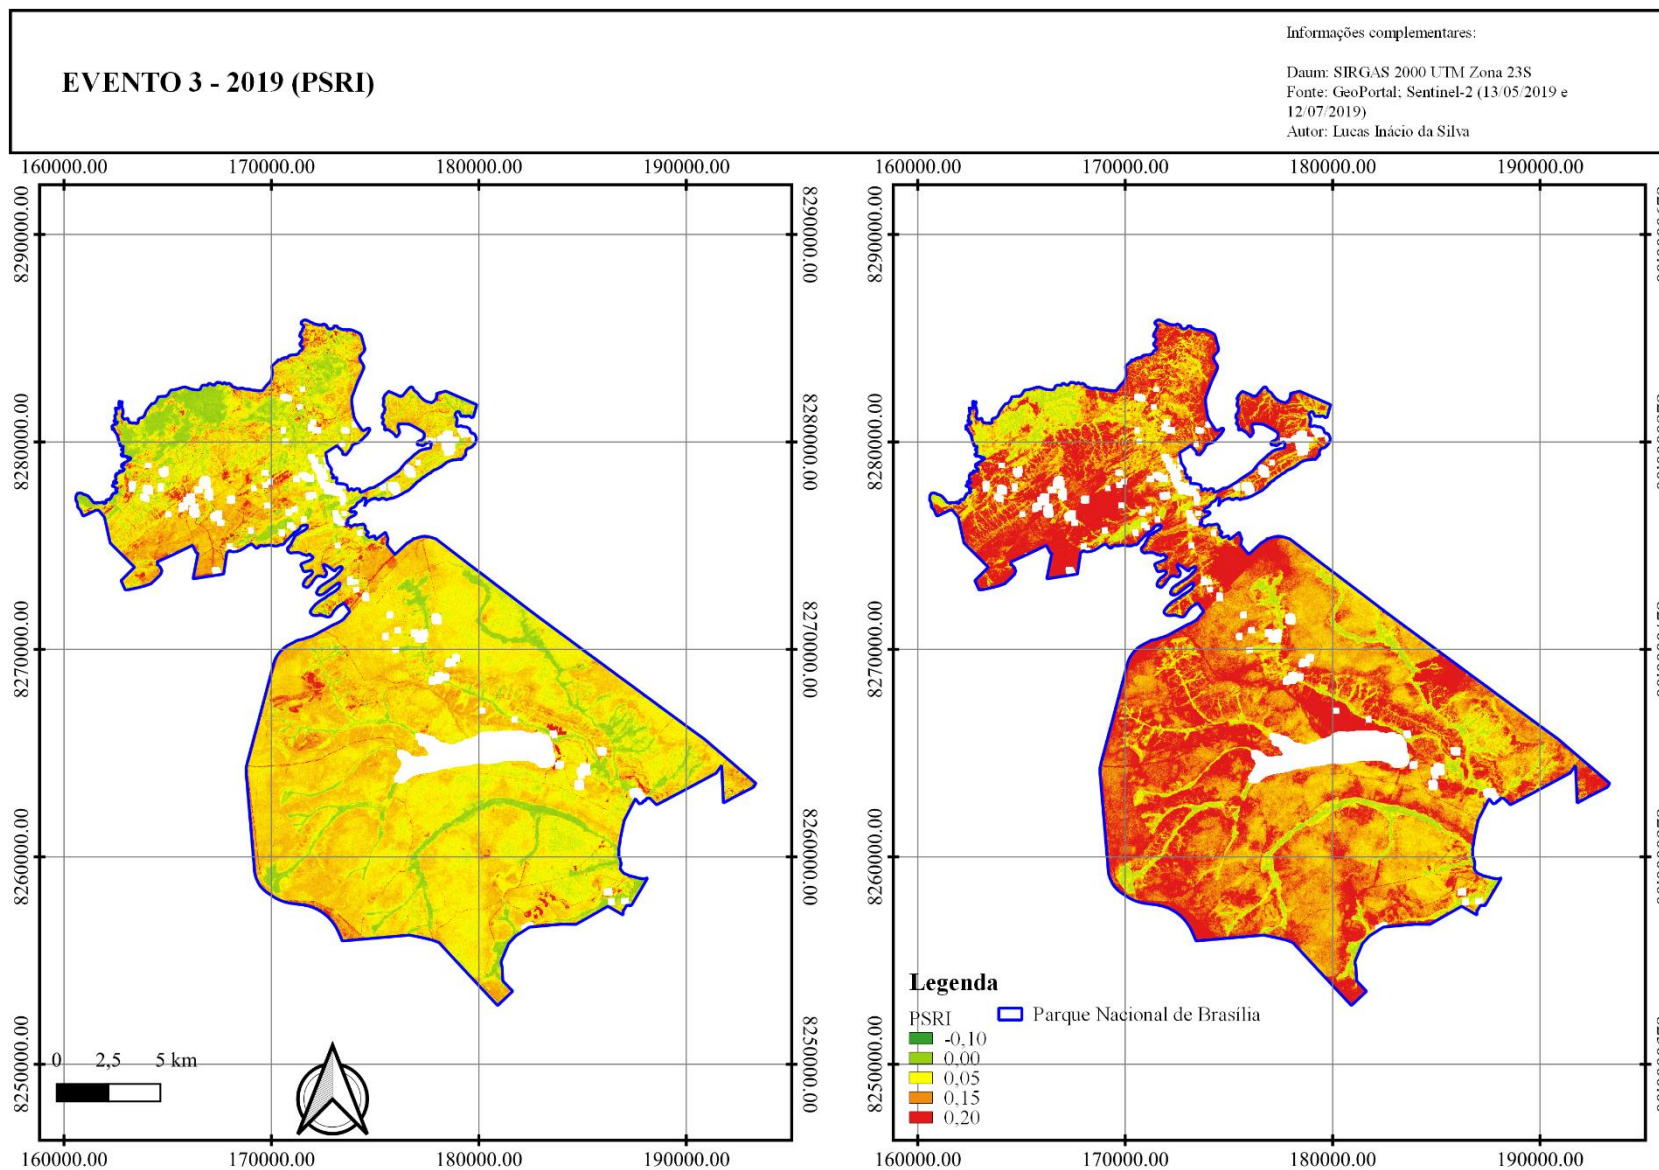 EVENTO 3 - 2019 (PSRI)
Informações complementares:
Daum: SIRGAS 2000 UTM Zona 23S
Fonte: GeoPortal; Sentinel-2 (13/05/2019 e
12/07/2019)
Autor: Lucas Inácio da Silva
160000.00 170000.00 180000.00 190000.00
160000.00 170000.00 180000.00 190000.00
8290000.00 8290000.00 8290000.00
8280000.00 8280000.00 8280000.00
8270000.00 8270000.00 8270000.00
8260000.00 8260000.00 8260000.00
8250000.00 8250000.00 8250000.00
Legenda
PSRI
Parque Nacional de Brasília
-0,10
0,00
0,05
0,15
0,20
0 2,5 5 km
160000.00 170000.00 180000.00 190000.00
160000.00 170000.00 180000.00 190000.00